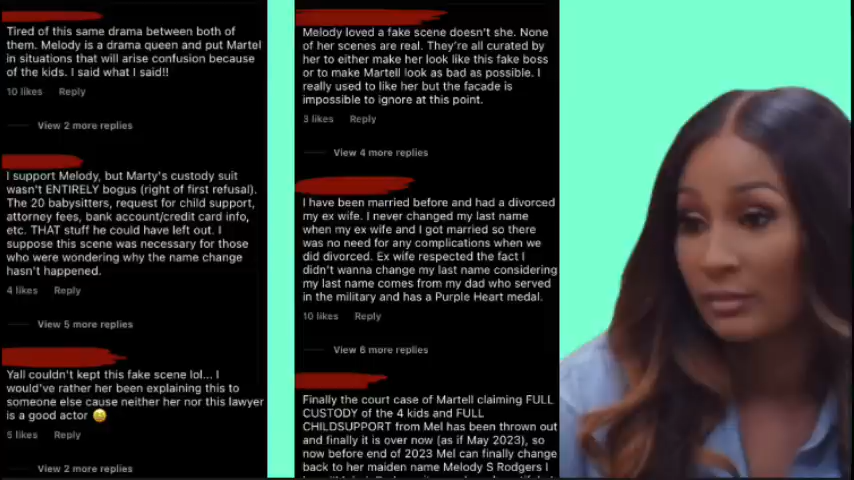 Tired of this same drama between both of
them. Melody is a drama queen and put Martel
in situations that will arise confusion because
of the kids. I said what I said!!
10 likes Reply
View 2 more replies
I support Melody, but Marty's custody suit
wasn't ENTIRELY bogus (right of first refusal).
The 20 babysitters, request for child support,
attorney fees, bank account/credit card info,
etc. THAT stuff he could have left out. I
suppose this scene was necessary for those
who were wondering why the name change
hasn't happened.
4 likes Reply
View 5 more replies
Yall couldn't kept this fake scene lol... I
would've rather her been explaining this to
someone else cause neither her nor this lawyer
is a good actor 😄
5 likes Reply
View 2 more replies
Melody loved a fake scene doesn't she. None
of her scenes are real. They're all curated by
her to either make her look like this fake boss
or to make Martell look as bad as possible. I
really used to like her but the facade is
impossible to ignore at this point.
3 likes Reply
View 4 more replies
I have been married before and had a divorced
my ex wife. I never changed my last name
when my ex wife and I got married so there
was no need for any complications when we
did divorced. Ex wife respected the fact I
didn't wanna change my last name considering
my last name comes from my dad who served
in the military and has a Purple Heart medal.
10 likes Reply
View 6 more replies
Finally the court case of Martell claiming FULL
CUSTODY of the 4 kids and FULL
CHILDSUPPORT from Mel has been thrown out
and finally it is over now (as if May 2023), so
now before end of 2023 Mel can finally change
back to her maiden name Melody S Rodgers I